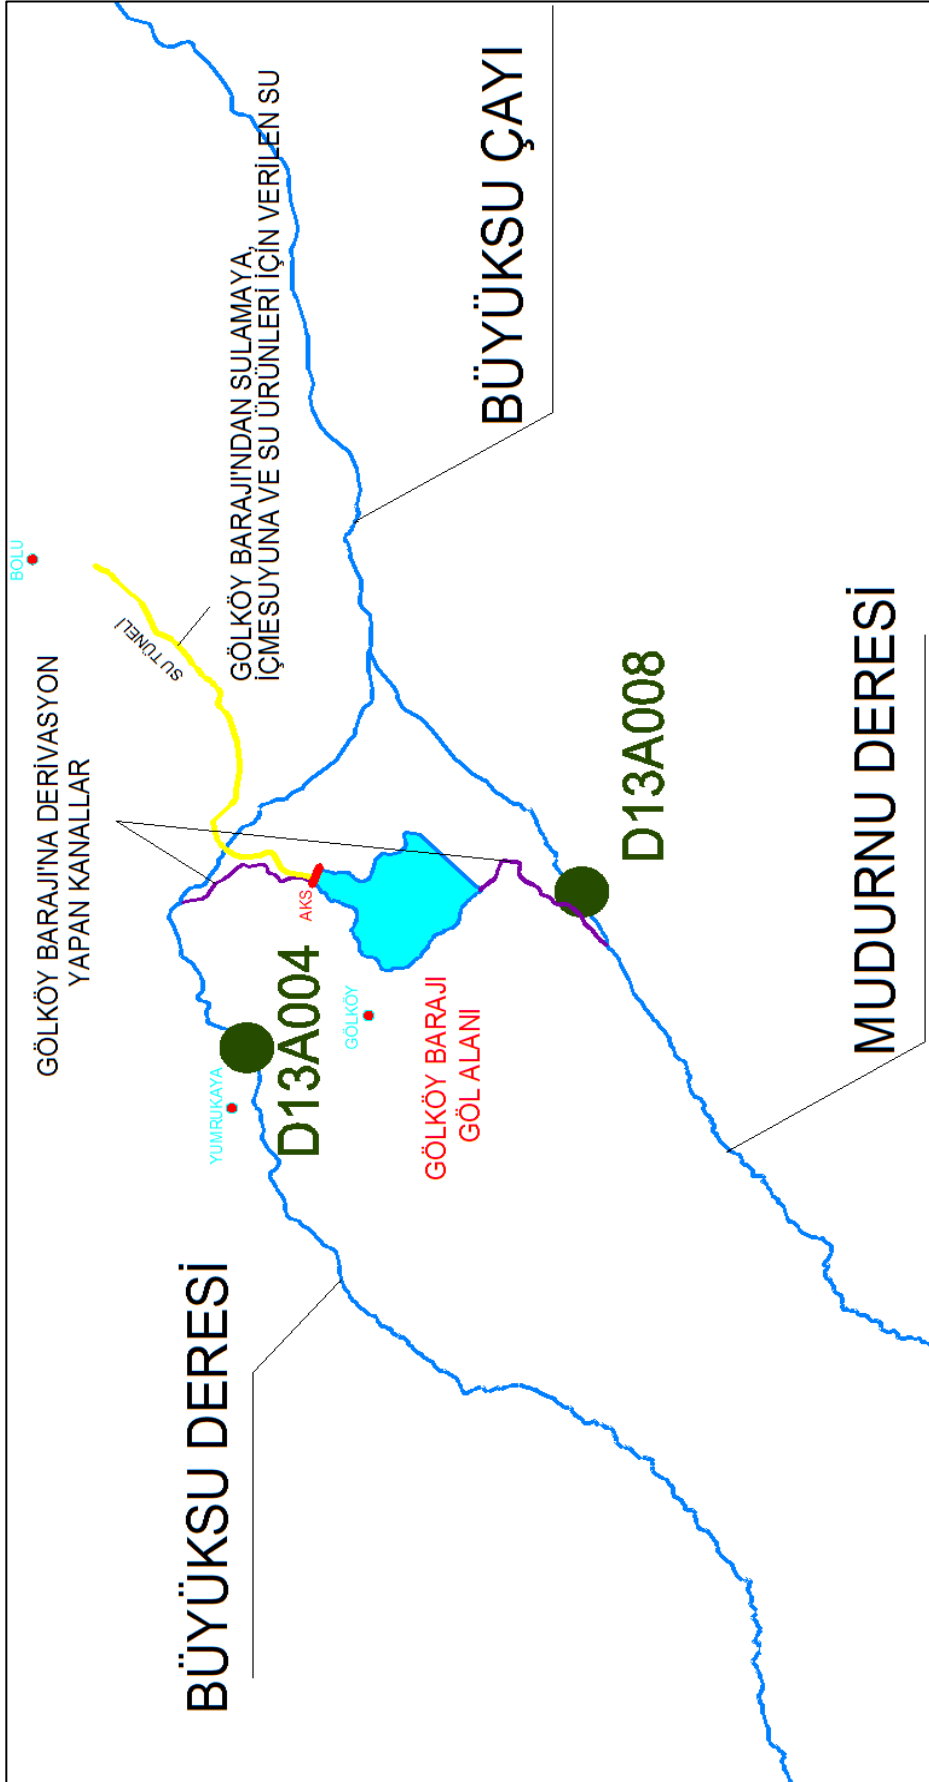 BOLU
GÖLKÖY BARAJI'NA DERİVASYON
YAPAN KANALLAR
SU TÜNELİ
GÖLKÖY BARAJI'NDAN SULAMAYA,
İÇMESUYUNA VE SU ÜRÜNLERİ İÇİN VERİLEN SU
YUMRUKAYA
BÜYÜKSU DERESİ
D13A004
AKS
GÖLKÖY
GÖLKÖY BARAJI
GÖL ALANI
BÜYÜKSU ÇAYI
D13A008
MUDURNU DERESİ